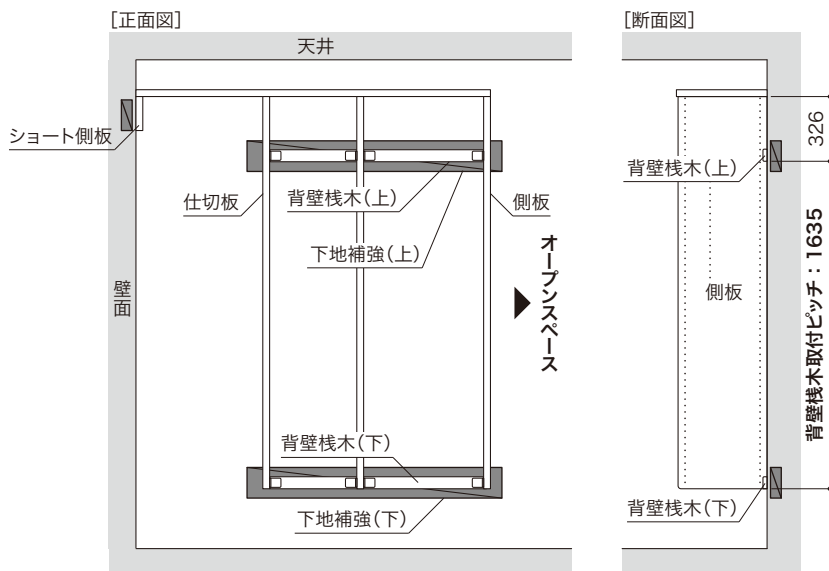 ［正面図］
天井
ショート側板
仕切板
背壁桟木（上）
側板
下地補強（上）
壁面
オープンスペース
背壁桟木（下）
下地補強（下）
［断面図］
326
背壁桟木（上）
側板
背壁桟木取付ピッチ：1635
背壁桟木（下）